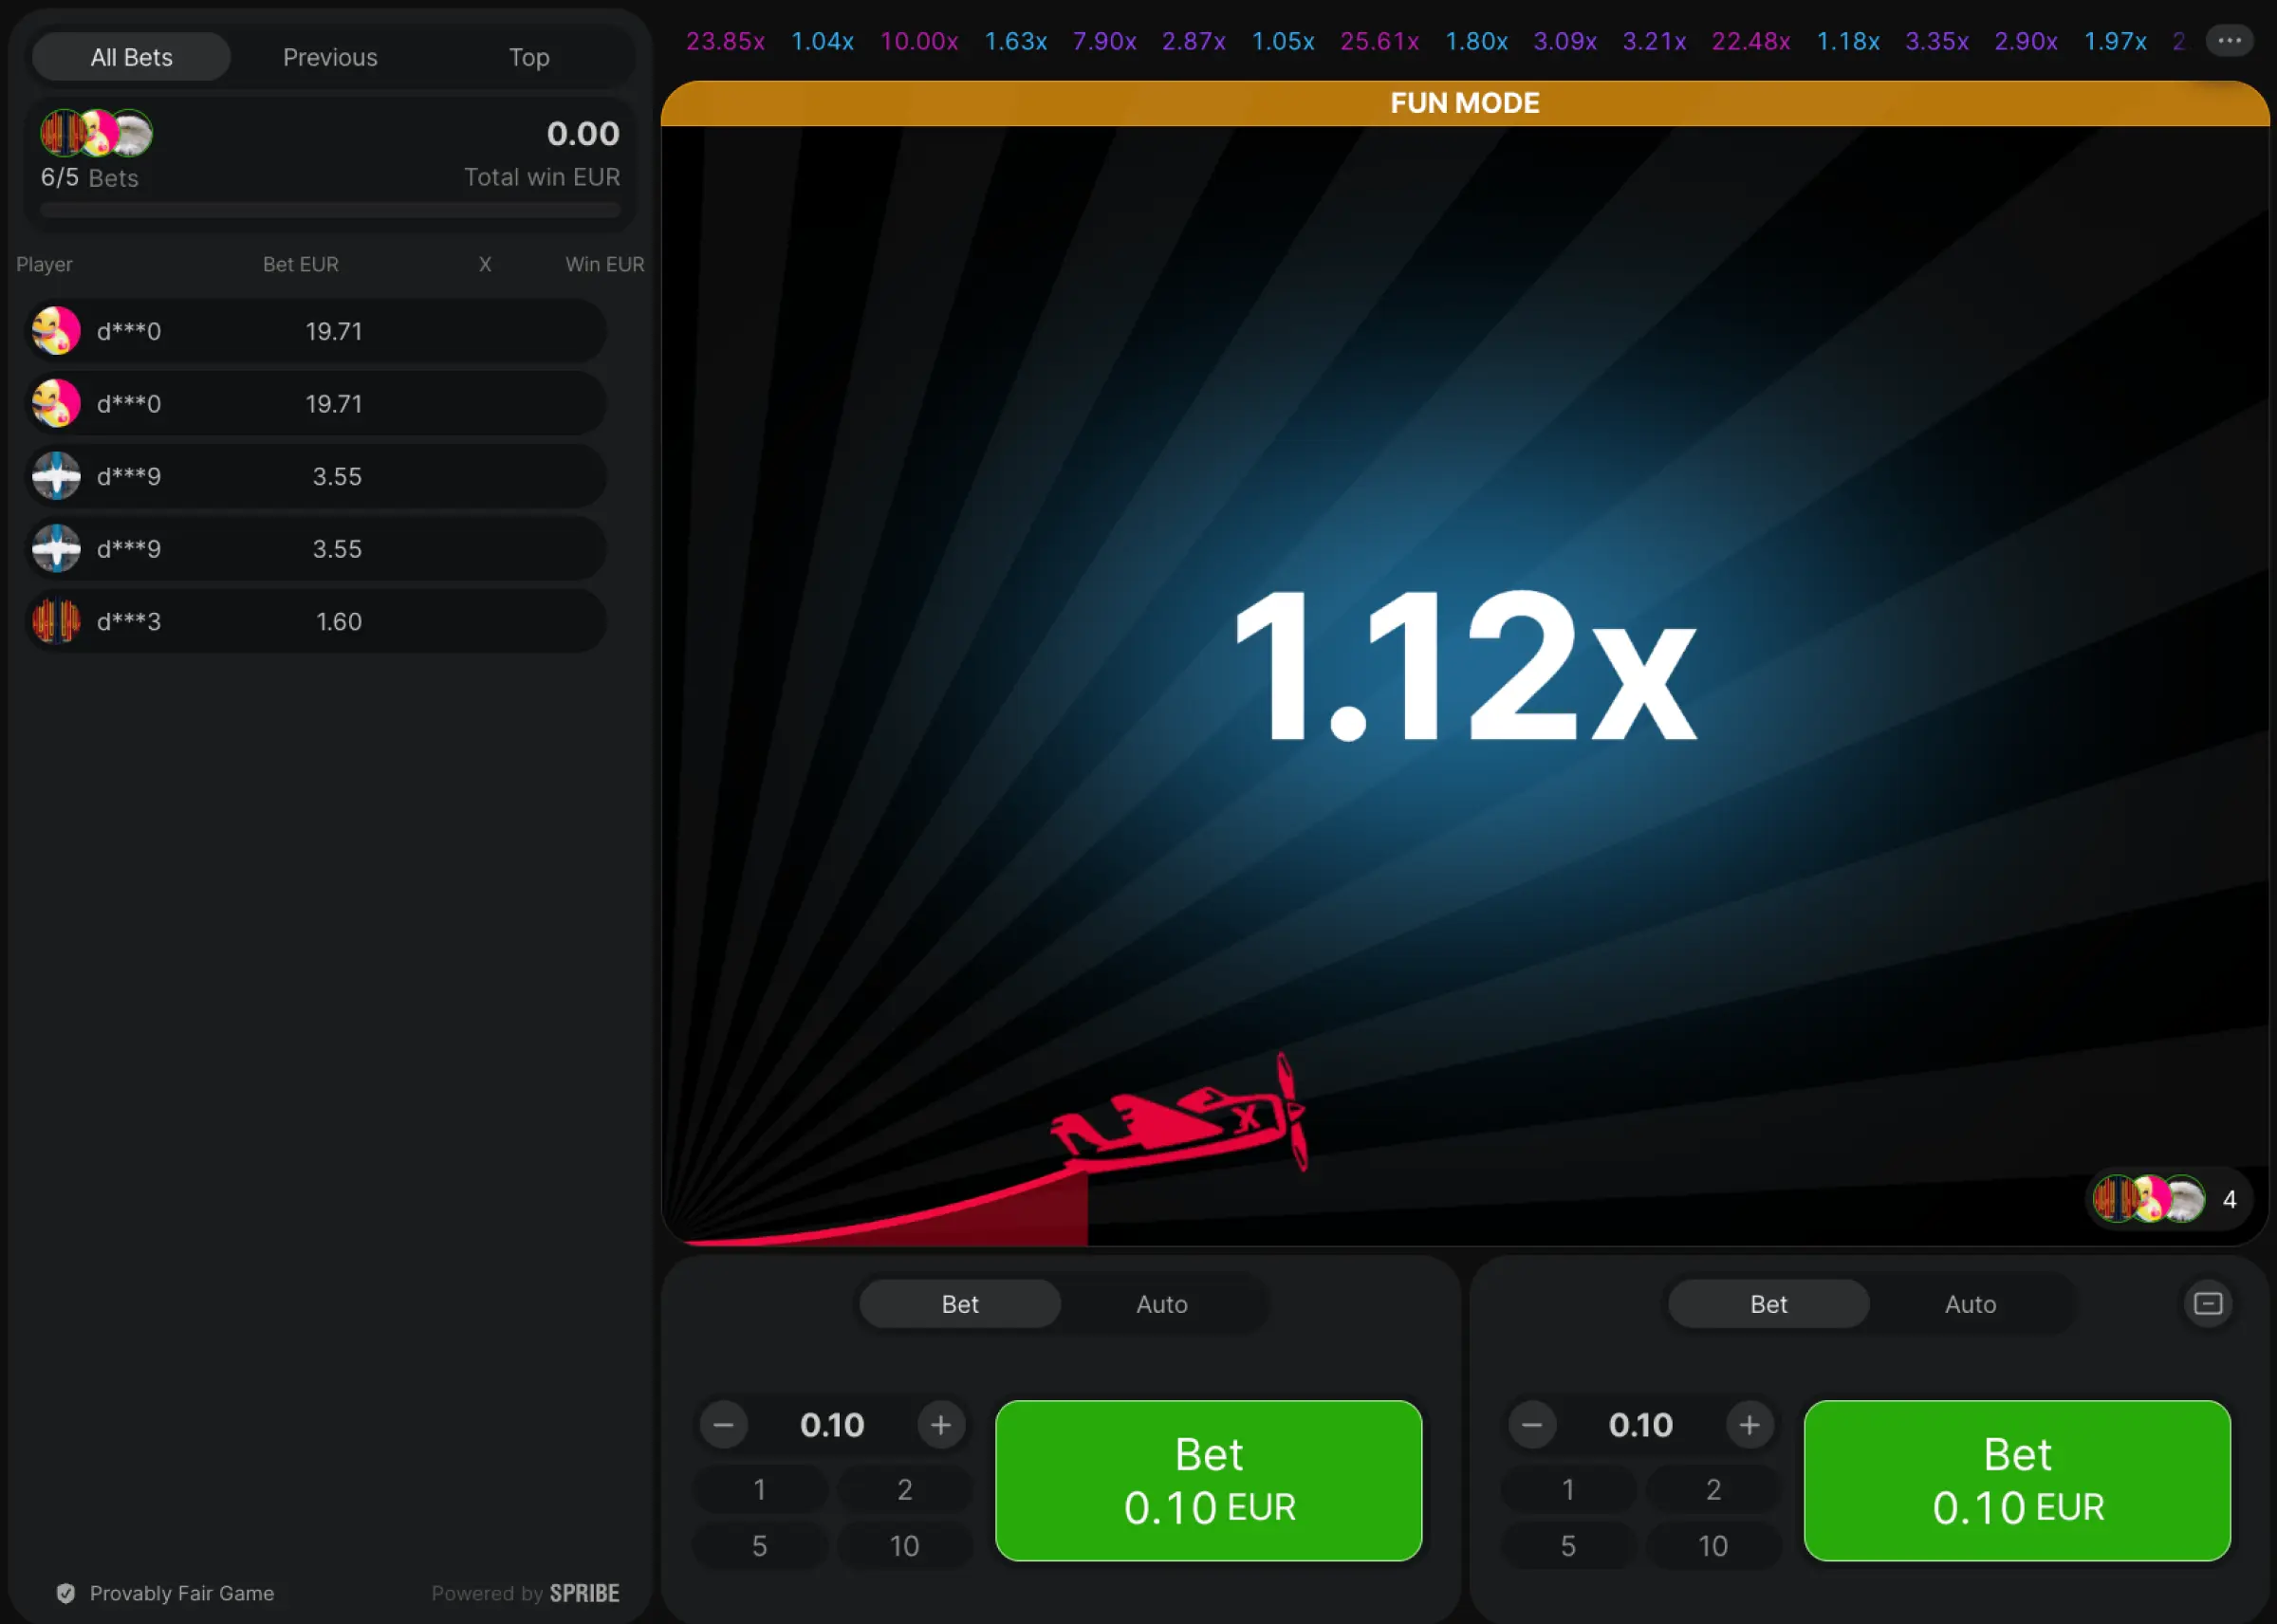 All Bets Previous Top
6/5 Bets
0.00
Total win EUR
Player Bet EUR X Win EUR
d***0 19.71
d***0 19.71
d***9 3.55
d***9 3.55
d***3 1.60
Provably Fair Game Powered by SPRIBE
23.85x 1.04x 10.00x 1.63x 7.90x 2.87x 1.05x 25.61x 1.80x 3.09x 3.21x 22.48x 1.18x 3.35x 2.90x 1.97x
FUN MODE
1.12x
X
4
Bet Auto
0.10
1 2
5 10
Bet
0.10 EUR
Bet Auto
0.10
1 2
5 10
Bet
0.10 EUR